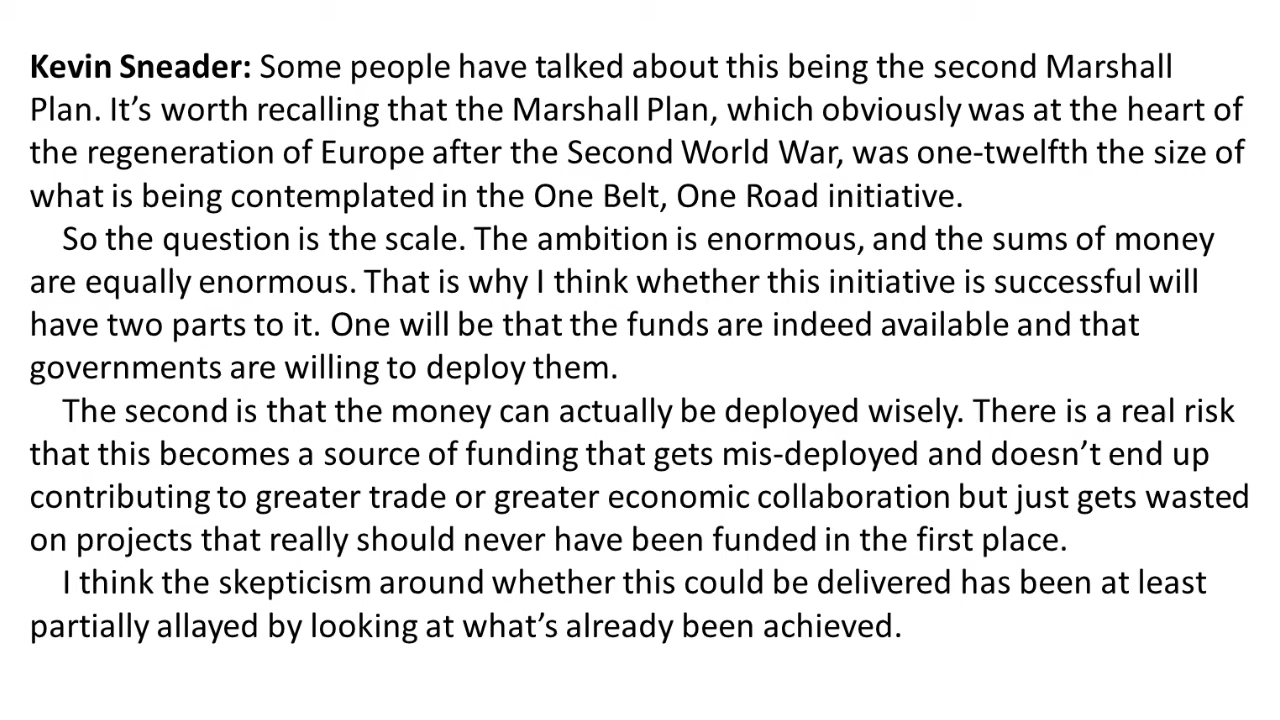 Kevin Sneader: Some people have talked about this being the second Marshall
Plan. It’s worth recalling that the Marshall Plan, which obviously was at the heart of
the regeneration of Europe after the Second World War, was one-twelfth the size of
what is being contemplated in the One Belt, One Road initiative.
So the question is the scale. The ambition is enormous, and the sums of money
are equally enormous. That is why I think whether this initiative is successful will
have two parts to it. One will be that the funds are indeed available and that
governments are willing to deploy them.
The second is that the money can actually be deployed wisely. There is a real risk
that this becomes a source of funding that gets mis-deployed and doesn’t end up
contributing to greater trade or greater economic collaboration but just gets wasted
on projects that really should never have been funded in the first place.
I think the skepticism around whether this could be delivered has been at least
partially allayed by looking at what’s already been achieved.